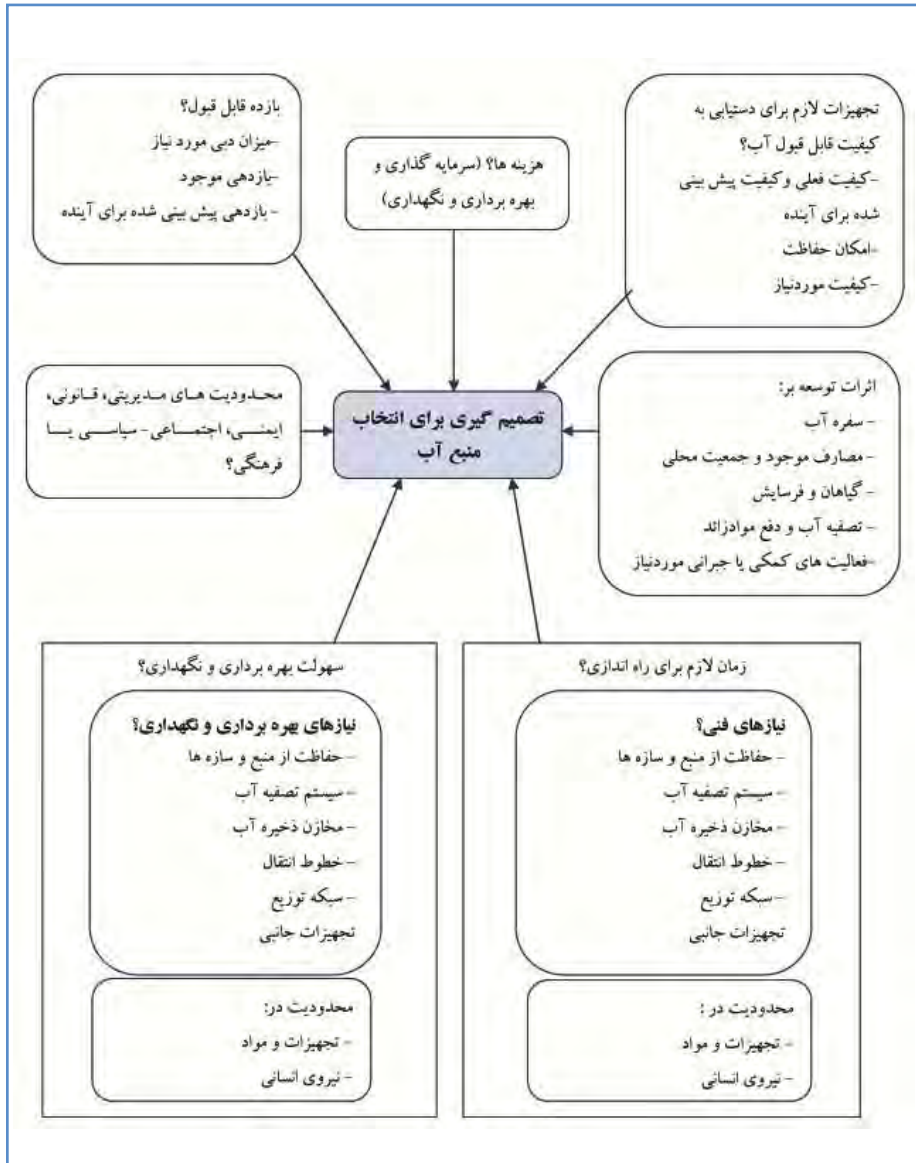 تجهیزات لازم برای دستیابی به
کیفیت قابل قبول آب؟
-کیفیت فعلی وکیفیت پیش بینی
شده برای آینده
-امکان حفاظت
-کیفیت موردنیاز
هزینه ها؟ (سرمایه گذاری و
بهره برداری و نگهداری)
بازده قابل قبول؟
-میزان دبی مورد نیاز
-بازدهی موجود
- بازدهی پیش بینی شده برای آینده
اثرات توسعه بر:
- سفره آب
- مصارف موجود و جمعیت محلی
- گیاهان و فرسایش
- تصفیه آب و دفع موادزائد
-فعالیت های کمکی یا جبرانی موردنیاز
تصمیم گیری برای انتخاب
منبع آب
محدودیت های مدیریتی، قانونی،
ایمنی، اجتماعی- سیاسی یا
فرهنگی؟
زمان لازم برای راه اندازی؟
نیازهای فنی؟
- حفاظت از منبع و سازه ها
- سیستم تصفیه آب
- مخازن ذخیره آب
- خطوط انتقال
- سبکه توزیع
تجهیزات جانبی
محدودیت در :
- تجهیزات و مواد
- نیروی انسانی
سهولت بهره برداری و نگهداری؟
نیازهای بهره برداری و نگهداری؟
- حفاظت از منبع و سازه ها
- سیستم تصفیه آب
- مخازن ذخیره آب
- خطوط انتقال
- سبکه توزیع
تجهیزات جانبی
محدودیت در:
- تجهیزات و مواد
- نیروی انسانی